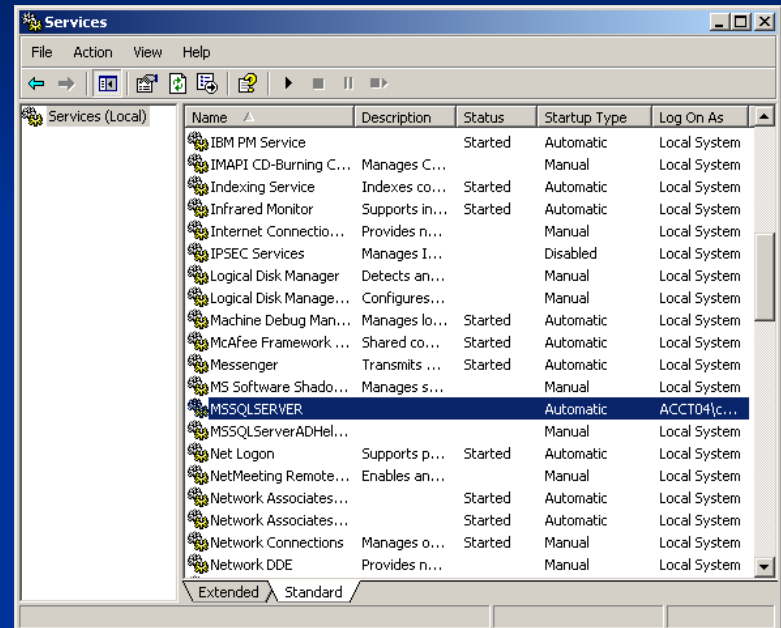 Services
File Action View Help
Services (Local)
Name Description Status Startup Type Log On As
IBM PM Service Started Automatic Local System
IMAPI CD-Burning C... Manages C... Manual Local System
Indexing Service Indexes co... Started Automatic Local System
Infrared Monitor Supports in... Started Automatic Local System
Internet Connectio... Provides n... Manual Local System
IPSEC Services Manages I... Disabled Local System
Logical Disk Manager Detects an... Manual Local System
Logical Disk Manage... Configures... Manual Local System
Machine Debug Man... Manages lo... Started Automatic Local System
McAfee Framework ... Shared co... Started Automatic Local System
Messenger Transmits ... Started Automatic Local System
MS Software Shado... Manages s... Manual Local System
MSSQLSERVER Automatic ACCT04\c...
MSSQLServerADHel... Manual Local System
Net Logon Supports p... Started Automatic Local System
NetMeeting Remote... Enables an... Manual Local System
Network Associates... Started Automatic Local System
Network Associates... Started Automatic Local System
Network Connections Manages o... Started Manual Local System
Network DDE Provides n... Manual Local System
Extended Standard